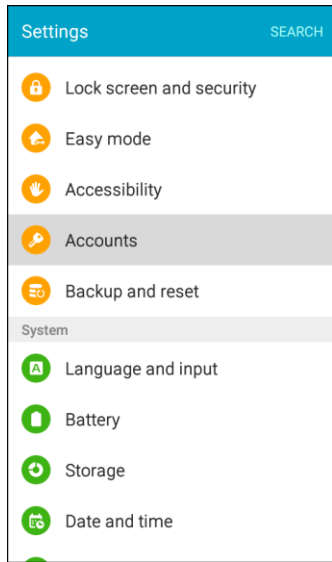 Settings
SEARCH
Lock screen and security
Easy mode
Accessibility
Accounts
Backup and reset
System
A
Language and input
Battery
Storage
Date and time